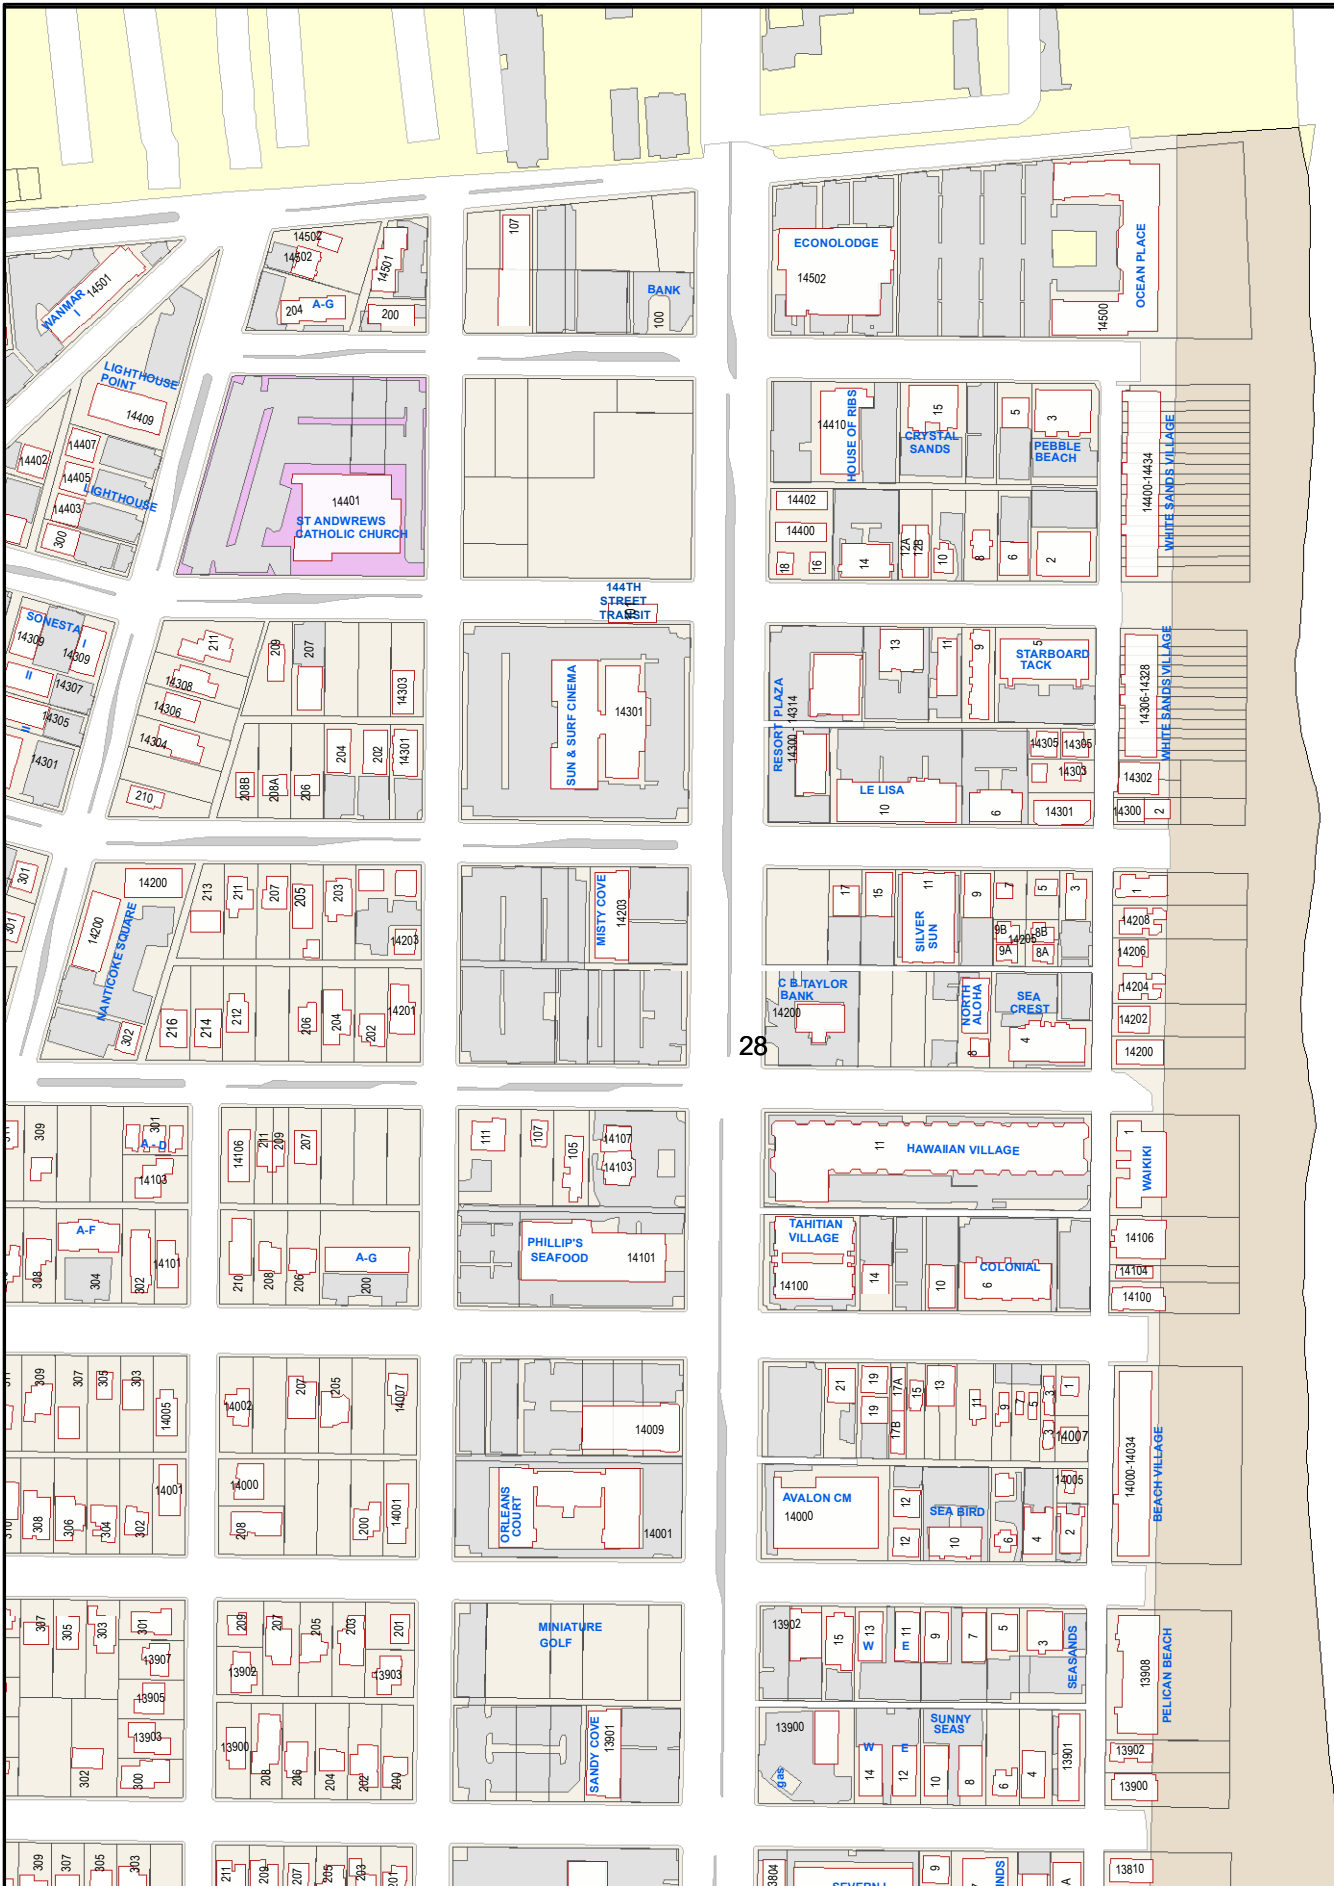 107
14502
14502
14501
A-G
204
200
BANK
100
ECONOLODGE
14502
OCEAN PLACE
14500
WANMAR
I
14501
LIGHTHOUSE
POINT
14409
14407
14402
14405
LIGHTHOUSE
14403
300
14401
ST ANDWREWS
CATHOLIC CHURCH
14410
HOUSE OF RIBS
15
CRYSTAL
SANDS
5
3
PEBBLE
BEACH
14400-14434
WHITE SANDS VILLAGE
14402
14400
18
16
14
12A
12B
10
8
6
2
144TH
STREET
TRANSIT
101
SONESTA
I
14309
14309
II
14307
14305
II
14301
211
209
207
14308
14306
14304
14303
210
208B
208A
206
204
202
14301
SUN & SURF CINEMA
14301
RESORT PLAZA
14300 - 14314
13
11
9
5
STARBOARD
TACK
14306-14328
WHITE SANDS VILLAGE
LE LISA
10
6
14305
14305
14303
14301
14302
14300
2
301
301
14200
14200
NANTICOKE SQUARE
302
213
211
207
205
203
14203
216
214
212
206
204
202
14201
MISTY COVE
14203
17
15
11
SILVER
SUN
9
7
5
3
9B
14205
8B
9A
8A
1
14208
14206
14204
14202
14200
C B TAYLOR
BANK
14200
NORTH
ALOHA
8
SEA
CREST
4
28
311
309
301
A - D
14103
14106
211
209
207
111
107
105
14107
14103
11
HAWAIIAN VILLAGE
1
WAIKIKI
A-F
308
304
302
14101
210
208
206
A-G
200
PHILLIP'S
SEAFOOD
14101
TAHITIAN
VILLAGE
14100
14
10
COLONIAL
6
14106
14104
14100
309
307
305
303
14005
14002
207
205
14007
14009
21
19
19
17A
17B
15
13
11
9
7
5
3
3
1
14007
14000-14034
BEACH VILLAGE
310
308
306
304
302
14001
14000
208
200
14001
ORLEANS
COURT
14001
AVALON CM
14000
12
12
SEA BIRD
10
6
4
14005
2
307
305
303
301
13907
13905
13903
302
300
209
207
205
203
201
13902
13903
13900
208
206
204
202
200
MINIATURE
GOLF
SANDY COVE
13901
13902
15
13
W
11
E
9
7
5
3
SEASANDS
13908
PELICAN BEACH
13900
gas
W
14
E
12
SUNNY
SEAS
10
8
6
4
13901
13902
13900
309
307
305
303
211
209
207
205
203
201
13804
9
13810